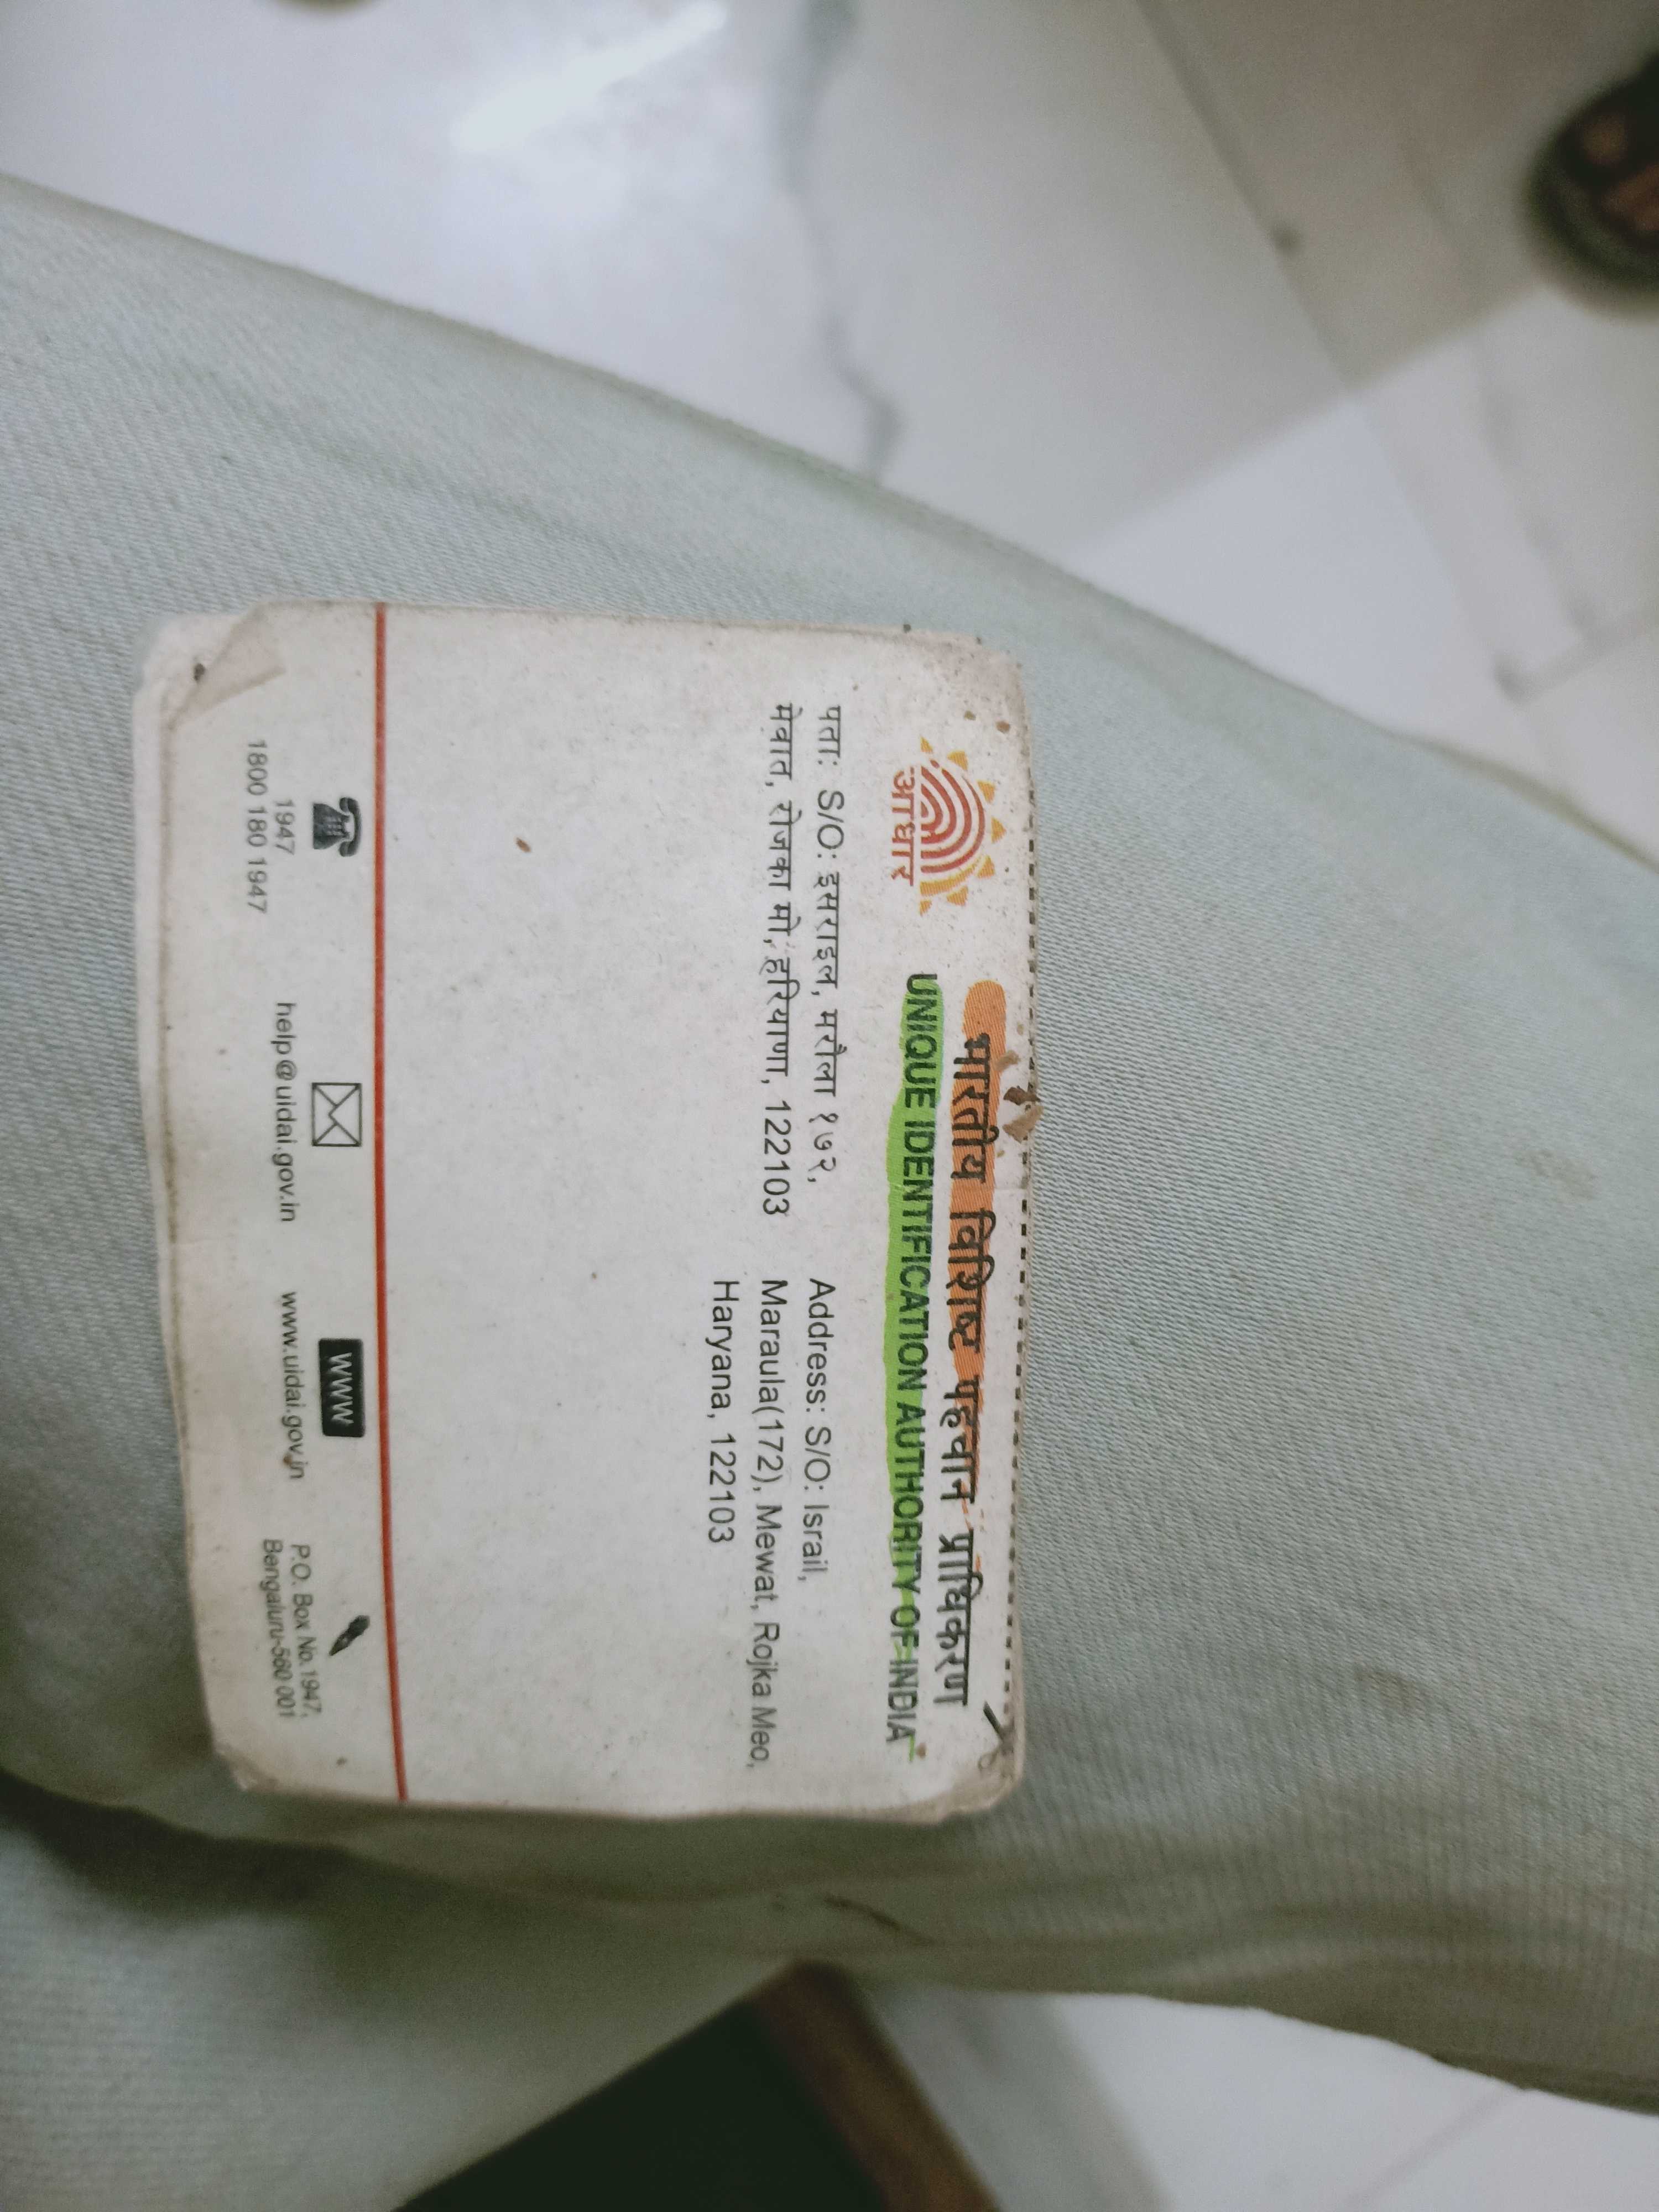 आधार
भारतीय विशिष्ट पहचान प्राधिकरण
UNIQUE IDENTIFICATION AUTHORITY OF INDIA
पता: S/O: इसराइल, मरौला १७२,
मेवात, रोजका मो, हरियाणा, 122103
Address: S/O: Israil,
Maraula(172), Mewat, Rojka Meo,
Haryana, 122103
1947
1800 180 1947
help@uidai.gov.in
WWW
www.uidai.gov.in
P.O. Box No.1947,
Bengaluru-560 001